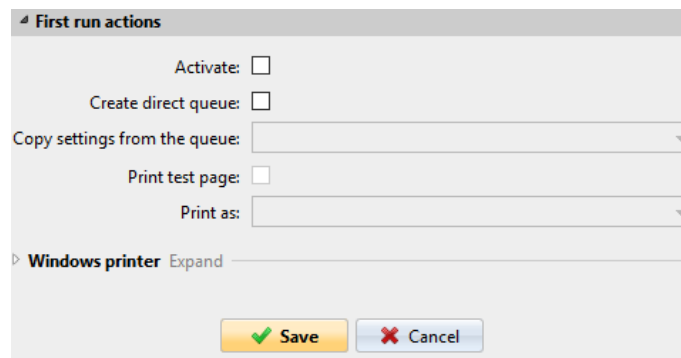 First run actions
Activate:
Create direct queue:
Copy settings from the queue:
Print test page:
Print as:
Windows printer Expand
Save Cancel